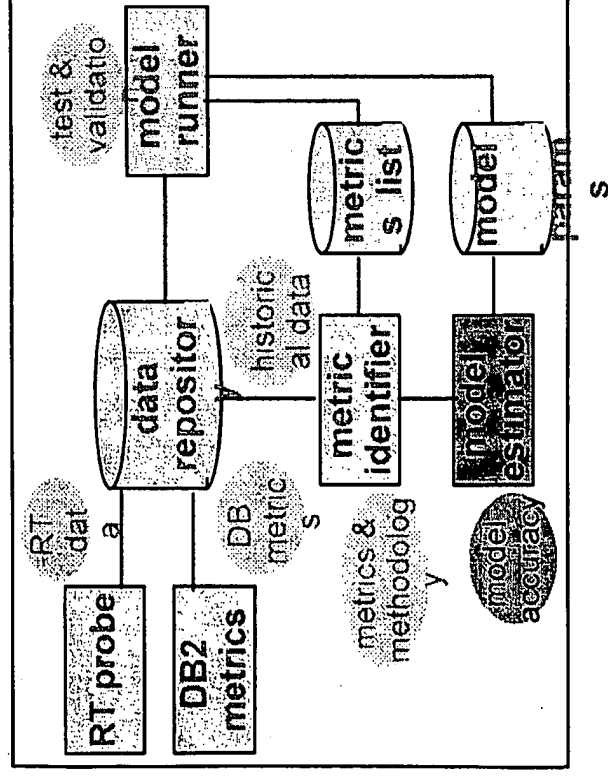 RT probe
DB2
metrics
RT
dat
a
DB
metric
s
data
repositor
y
historic
al data
test &
validatio
model
runner
metrics &
methodolog
y
metric
identifier
metric
s list
model
accuracy
model
estimator
model
param
s